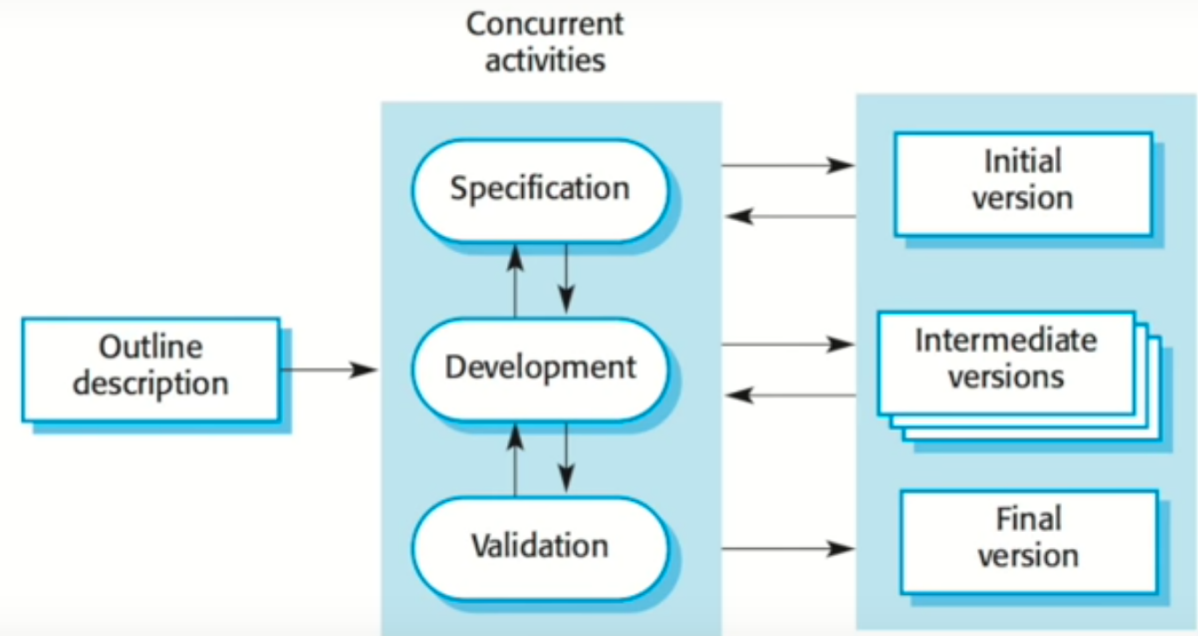 Concurrent
activities
Specification
Initial
version
Outline
description
Development
Intermediate
versions
Validation
Final
version